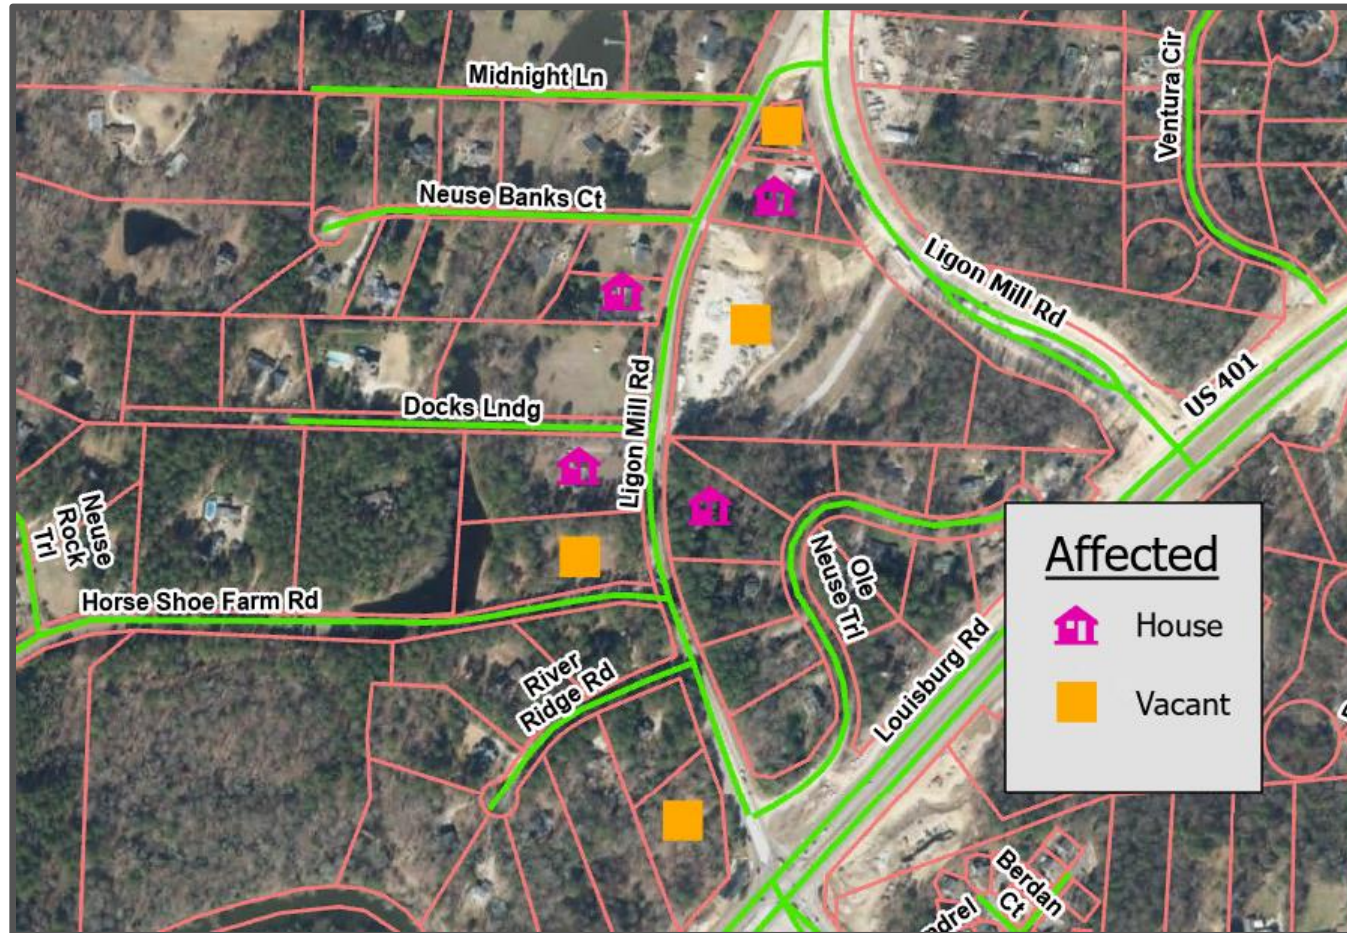 Midnight Ln
Ventura Cir
Neuse Banks Ct
Ligon Mill Rd
US 401
Docks Lndg
Ligon Mill Rd
Neuse
Rock
Trl
Ole
Neuse Trl
Horse Shoe Farm Rd
River
Ridge Rd
Louisburg Rd
Affected
House
Vacant
Berdan
Ct